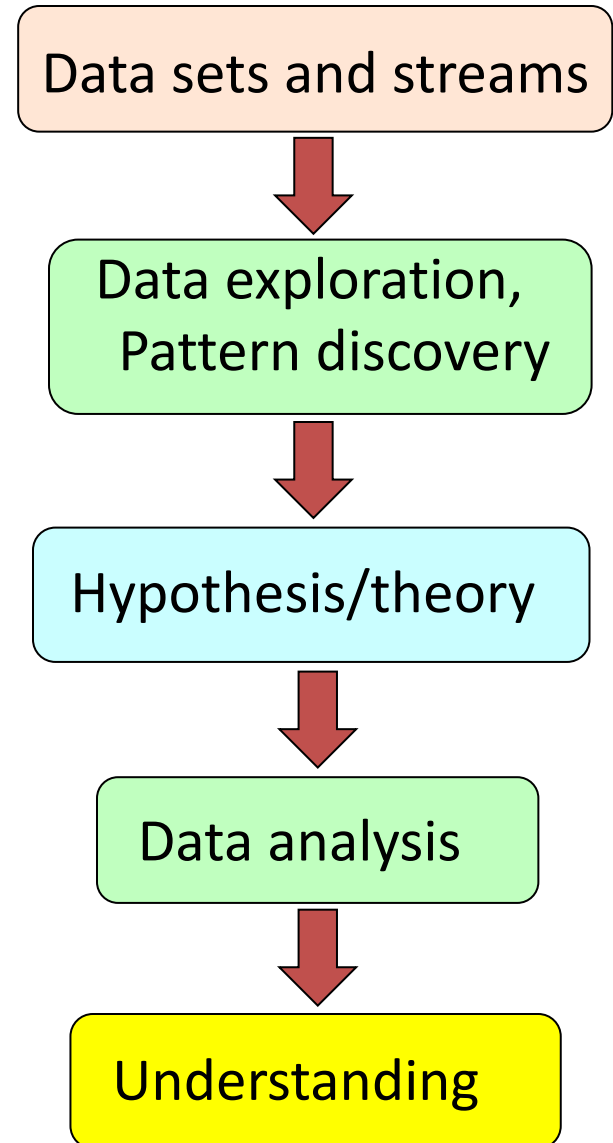 Data sets and streams
Data exploration,
Pattern discovery
Hypothesis/theory
Data analysis
Understanding